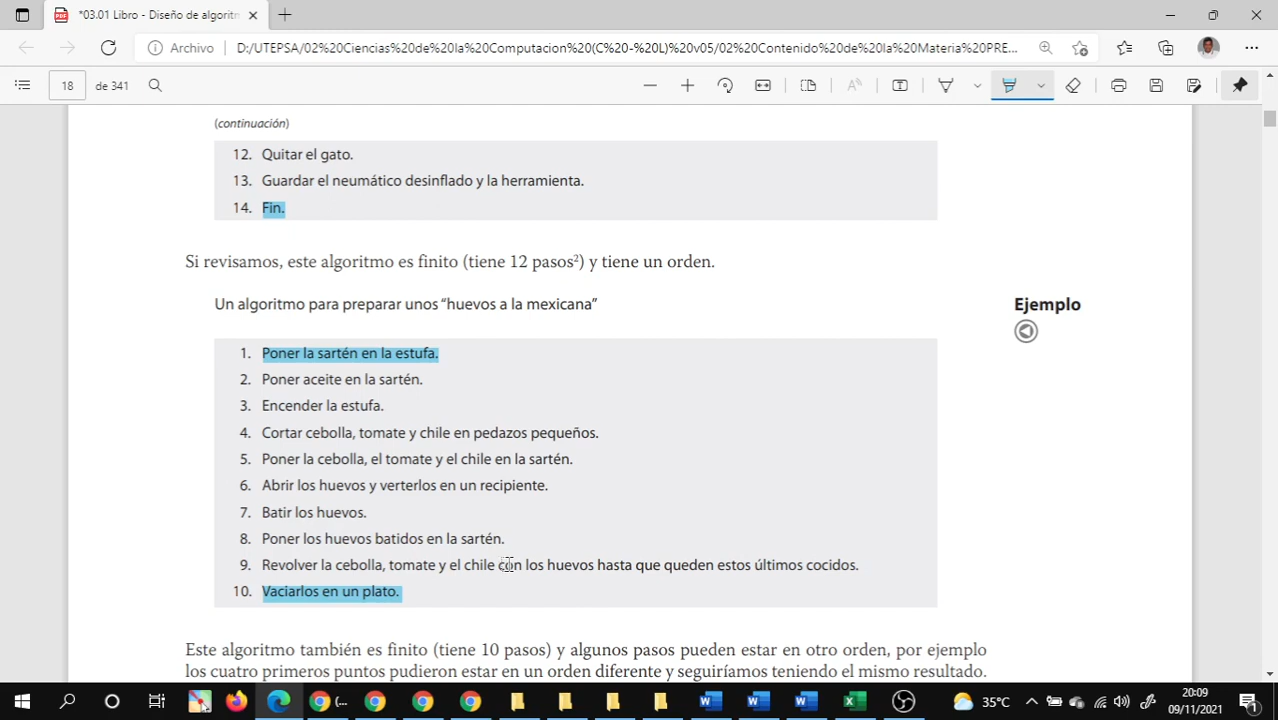 *03.01 Libro - Diseño de algoritm
Archivo
D:/UTEPSA/02%20Ciencias%20de%20la%20Computacion%20(C%20-%20L)%20v05/02%20Contenido%20de%20la%20Materia%20PRE...
18 de 341
(continuación)
12. Quitar el gato.
13. Guardar el neumático desinflado y la herramienta.
14. Fin.
Si revisamos, este algoritmo es finito (tiene 12 pasos²) y tiene un orden.
Un algoritmo para preparar unos “huevos a la mexicana”
Ejemplo
1. Poner la sartén en la estufa.
2. Poner aceite en la sartén.
3. Encender la estufa.
4. Cortar cebolla, tomate y chile en pedazos pequeños.
5. Poner la cebolla, el tomate y el chile en la sartén.
6. Abrir los huevos y verterlos en un recipiente.
7. Batir los huevos.
8. Poner los huevos batidos en la sartén.
9. Revolver la cebolla, tomate y el chile con los huevos hasta que queden estos últimos cocidos.
10. Vaciarlos en un plato.
Este algoritmo también es finito (tiene 10 pasos) y algunos pasos pueden estar en otro orden, por ejemplo
los cuatro primeros puntos pudieron estar en un orden diferente y seguiríamos teniendo el mismo resultado.
35°C
20:09
09/11/2021